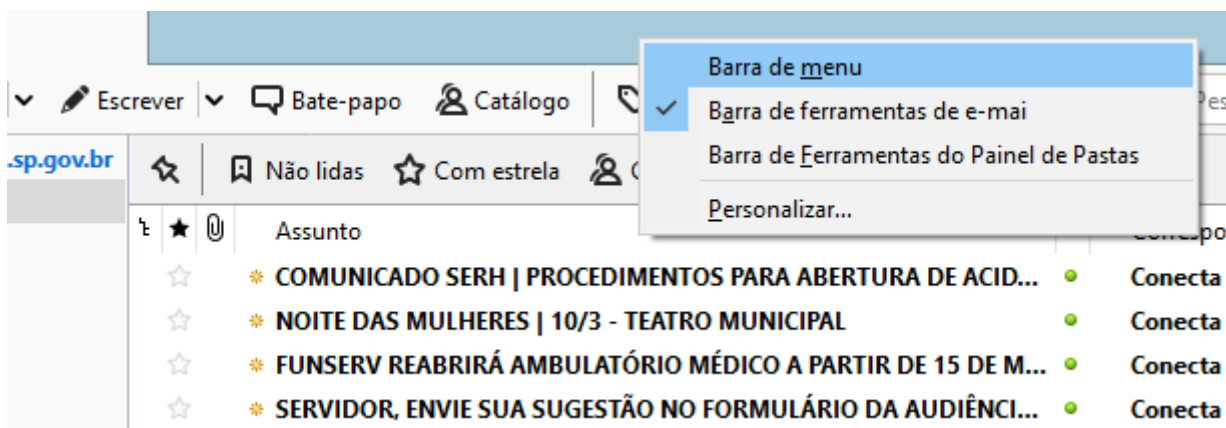 Barra de menu
Escrever Bate-papo Catálogo
Barra de ferramentas de e-mai
.sp.gov.br Não lidas Com estrela
Barra de Ferramentas do Painel de Pastas
Personalizar...
Assunto
COMUNICADO SERH | PROCEDIMENTOS PARA ABERTURA DE ACID... Conecta
NOITE DAS MULHERES | 10/3 - TEATRO MUNICIPAL Conecta
FUNSERV REABRIRÁ AMBULATÓRIO MÉDICO A PARTIR DE 15 DE M... Conecta
SERVIDOR, ENVIE SUA SUGESTÃO NO FORMULÁRIO DA AUDIÊNCI... Conecta